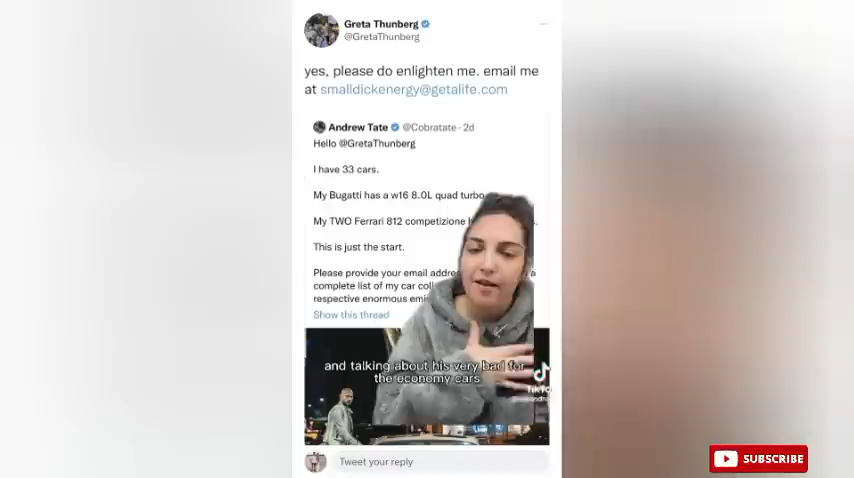 Greta Thunberg
@GretaThunberg
yes, please do enlighten me. email me
at smalldickenergy@getalife.com
Andrew Tate @Cobratate · 2d
Hello @GretaThunberg
I have 33 cars.
My Bugatti has a w16 8.0L quad turbo
My TWO Ferrari 812 competizione
This is just the start.
Please provide your email
complete list of my car
respective enormous
Show this thread
and talking about his very bad for
the economy cars
TikTok
Tweet your reply
SUBSCRIBE